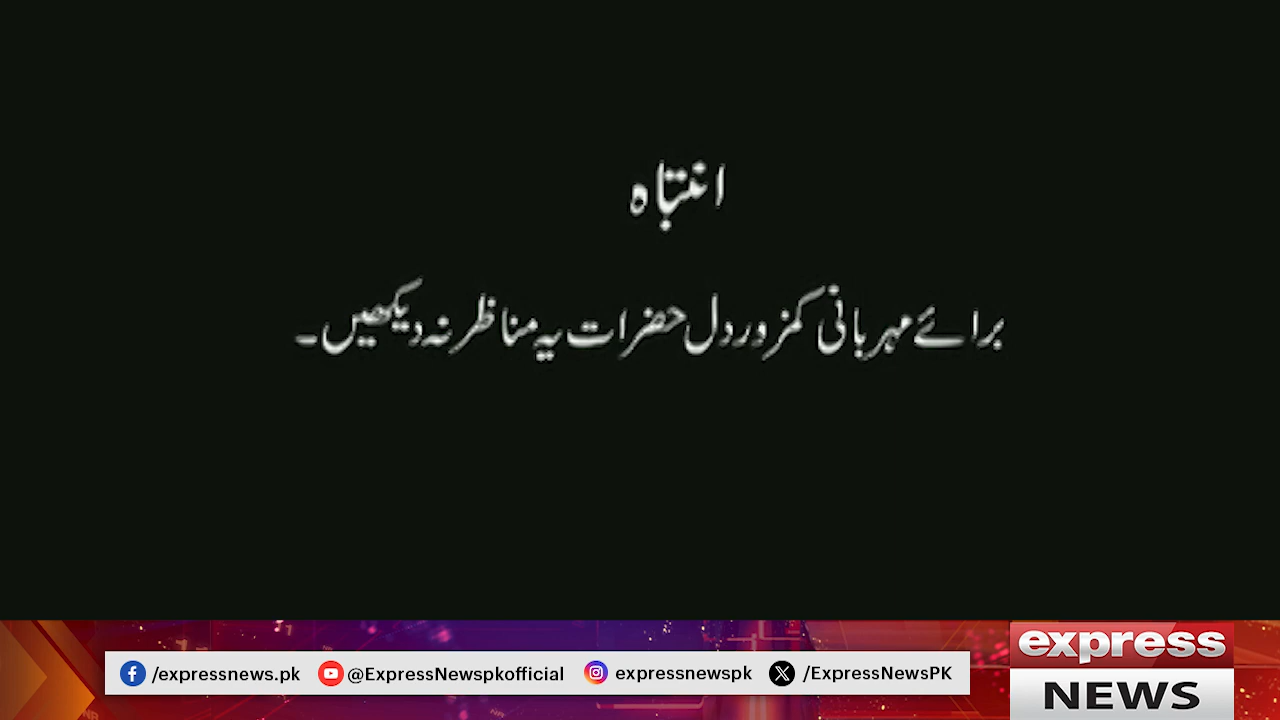 انتباہ
برائے مہربانی کمزور دل حضرات یہ مناظر نہ دیکھیں۔
/expressnews.pk @ExpressNewspkofficial expressnewspk /ExpressNewsPK
express
NEWS